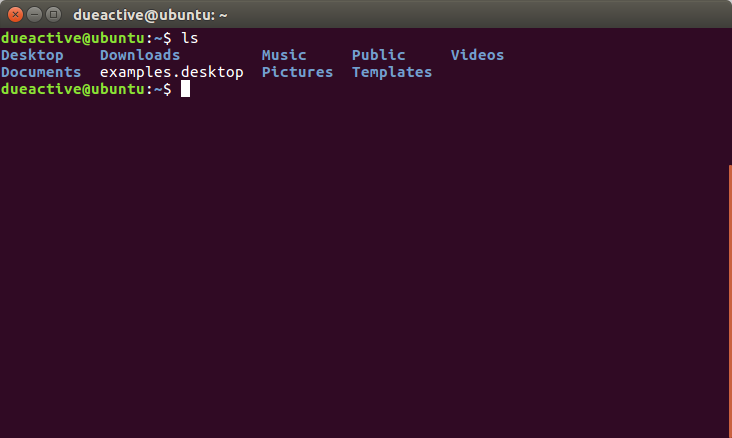 dueactive@ubuntu: ~
dueactive@ubuntu:~$ ls
Desktop    Downloads         Music     Public     Videos
Documents  examples.desktop  Pictures  Templates
dueactive@ubuntu:~$